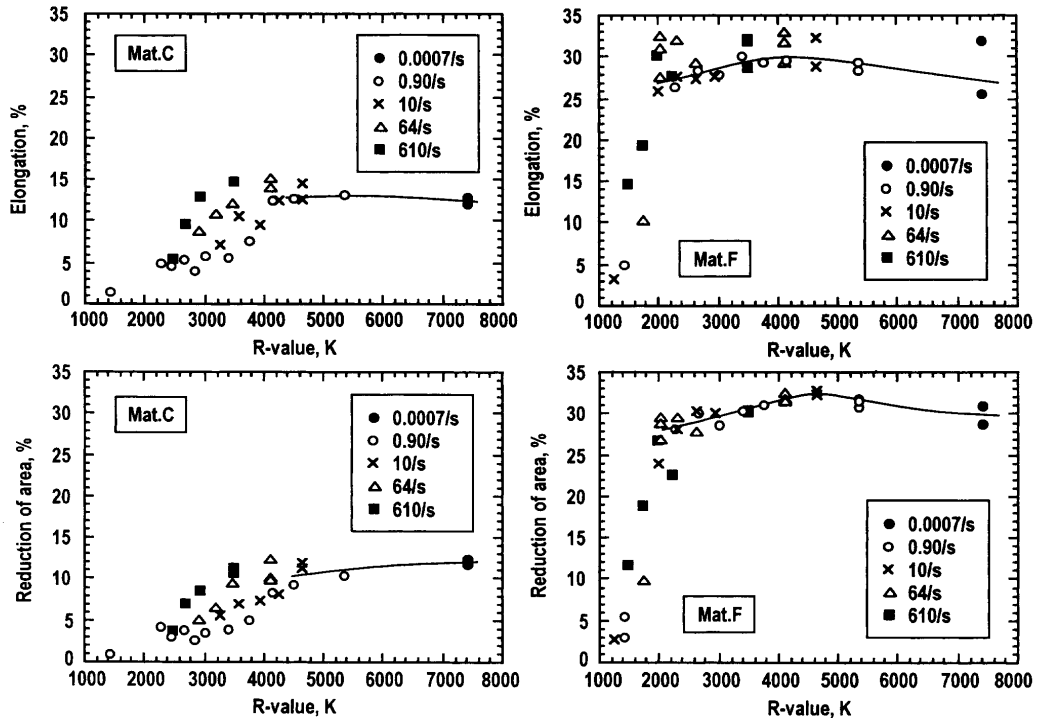 Mat.C
0.0007/s
0.90/s
10/s
64/s
610/s
Elongation, %
35
30
25
20
15
10
5
0
1000 2000 3000 4000 5000 6000 7000 8000
R-value, K
Mat.F
0.0007/s
0.90/s
10/s
64/s
610/s
Elongation, %
35
30
25
20
15
10
5
0
1000 2000 3000 4000 5000 6000 7000 8000
R-value, K
Mat.C
0.0007/s
0.90/s
10/s
64/s
610/s
Reduction of area, %
35
30
25
20
15
10
5
0
1000 2000 3000 4000 5000 6000 7000 8000
R-value, K
Mat.F
0.0007/s
0.90/s
10/s
64/s
610/s
Reduction of area, %
35
30
25
20
15
10
5
0
1000 2000 3000 4000 5000 6000 7000 8000
R-value, K